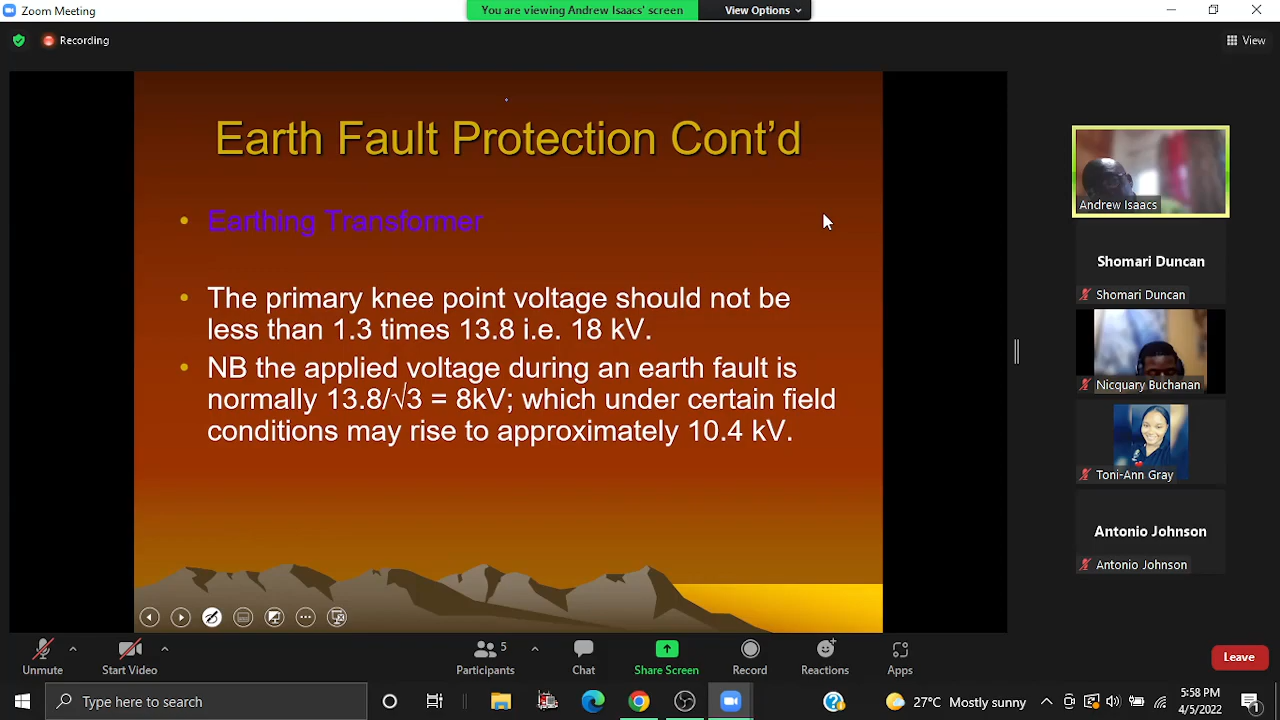 Zoom Meeting
You are viewing Andrew Isaacs' screen
View Options
Recording
View
Earth Fault Protection Cont'd
• Earthing Transformer
• The primary knee point voltage should not be
less than 1.3 times 13.8 i.e. 18 kV.
• NB the applied voltage during an earth fault is
normally 13.8/√3 = 8kV; which under certain field
conditions may rise to approximately 10.4 kV.
Andrew Isaacs
Shomari Duncan
Shomari Duncan
Nicquary Buchanan
Toni-Ann Gray
Antonio Johnson
Antonio Johnson
Unmute
Start Video
5
Participants
Chat
Share Screen
Record
Reactions
Apps
Leave
Type here to search
27°C Mostly sunny
5:58 PM
4/5/2022
1